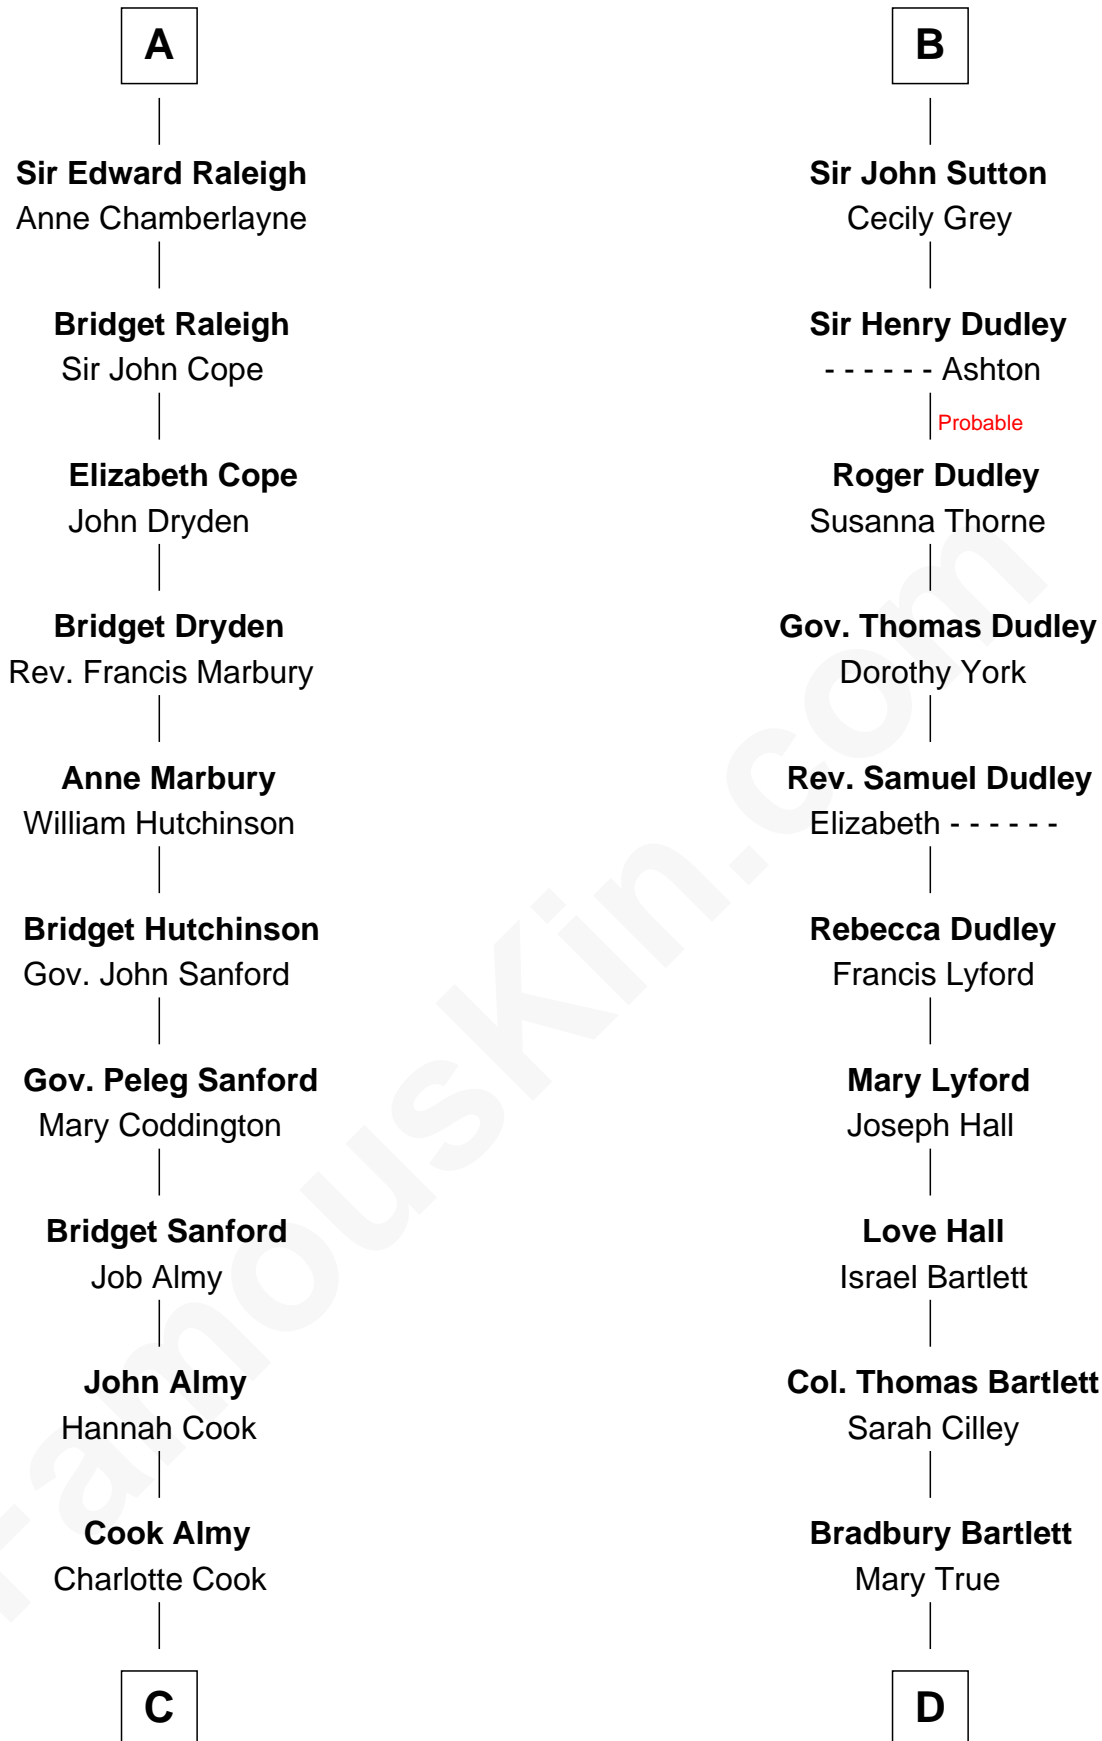 A
Sir Edward Raleigh
Anne Chamberlayne
Bridget Raleigh
Sir John Cope
Elizabeth Cope
John Dryden
Bridget Dryden
Rev. Francis Marbury
Anne Marbury
William Hutchinson
Bridget Hutchinson
Gov. John Sanford
Gov. Peleg Sanford
Mary Coddington
Bridget Sanford
Job Almy
John Almy
Hannah Cook
Cook Almy
Charlotte Cook
C
B
Sir John Sutton
Cecily Grey
Sir Henry Dudley
- - - - - - Ashton
Probable
Roger Dudley
Susanna Thorne
Gov. Thomas Dudley
Dorothy York
Rev. Samuel Dudley
Elizabeth - - - - - -
Rebecca Dudley
Francis Lyford
Mary Lyford
Joseph Hall
Love Hall
Israel Bartlett
Col. Thomas Bartlett
Sarah Cilley
Bradbury Bartlett
Mary True
D
FamousKin.com